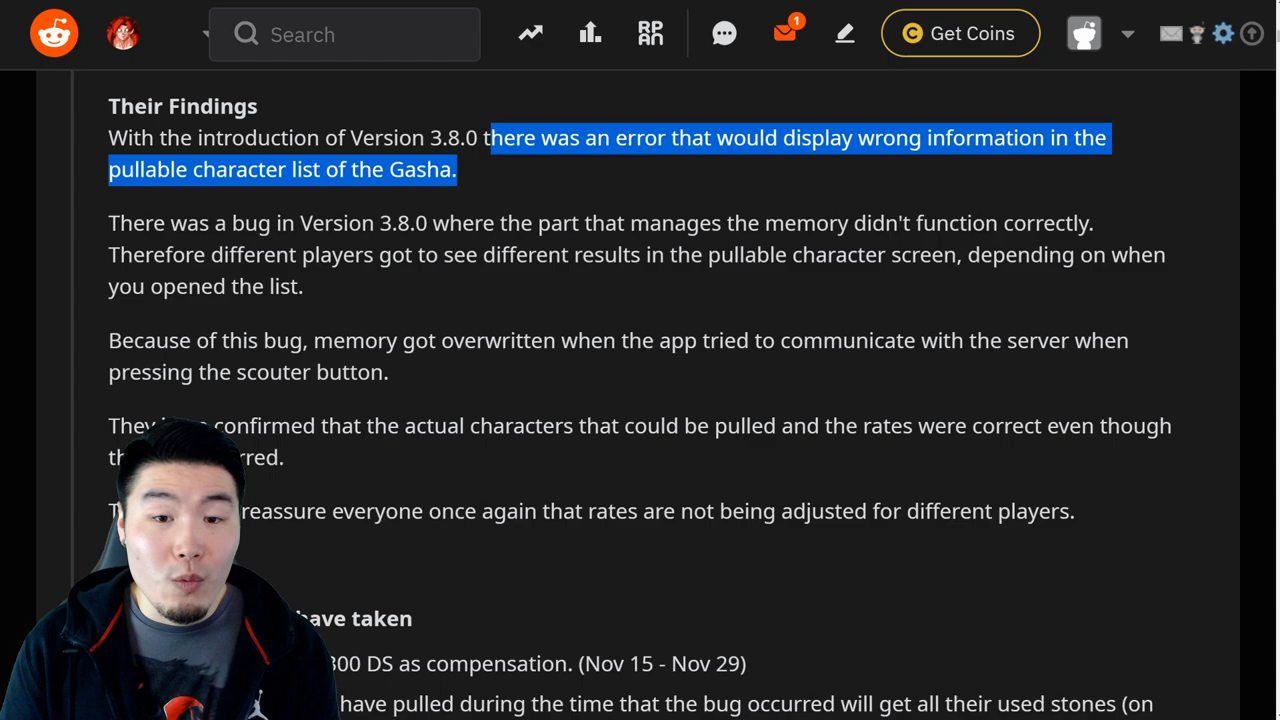 Search
RP
AN
1
C Get Coins
Their Findings
With the introduction of Version 3.8.0 there was an error that would display wrong information in the
pullable character list of the Gasha.
There was a bug in Version 3.8.0 where the part that manages the memory didn't function correctly.
Therefore different players got to see different results in the pullable character screen, depending on when
you opened the list.
Because of this bug, memory got overwritten when the app tried to communicate with the server when
pressing the scouter button.
They confirmed that the actual characters that could be pulled and the rates were correct even though
reassure everyone once again that rates are not being adjusted for different players.
have taken
300 DS as compensation. (Nov 15 - Nov 29)
have pulled during the time that the bug occurred will get all their used stones (on